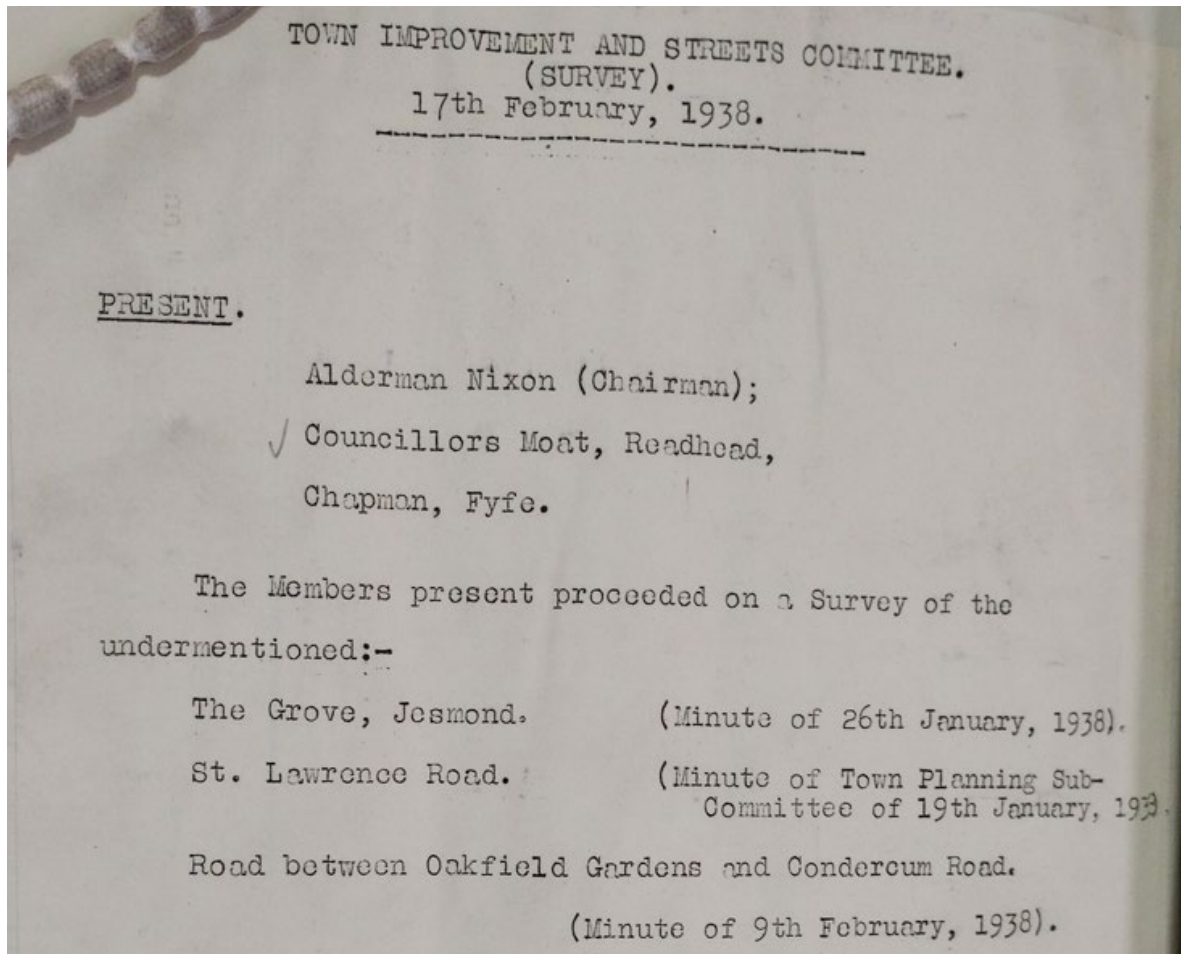 TOWN IMPROVEMENT AND STREETS COMMITTEE.
(SURVEY).
17th February, 1938.
PRESENT.
Alderman Nixon (Chairman);
Councillors Moat, Readhead,
Chapman, Fyfe.
The Members present proceeded on a Survey of the
undermentioned:-
The Grove, Jesmond. (Minute of 26th January, 1938).
St. Lawrence Road. (Minute of Town Planning Sub-
Committee of 19th January,
Road between Oakfield Gardens and Condercum Road.
(Minute of 9th February, 1938).